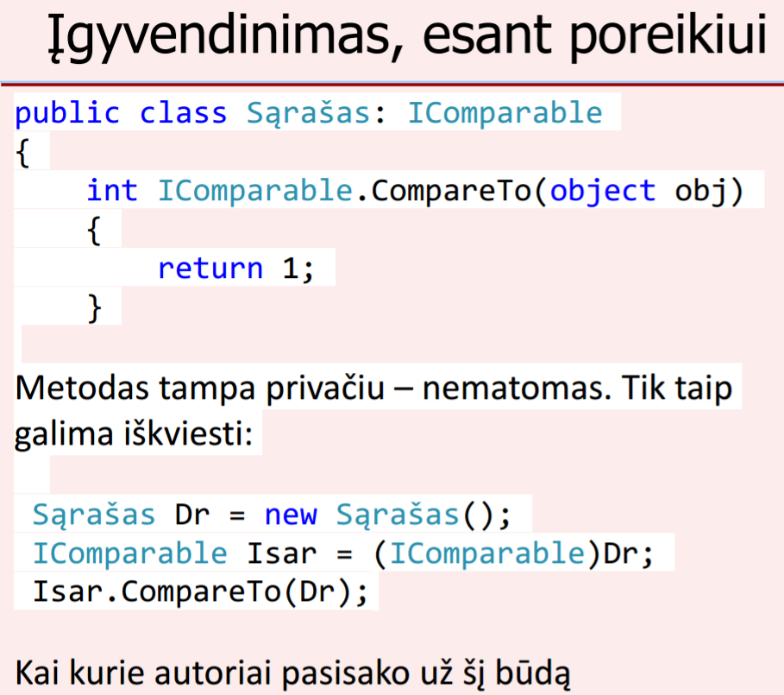 Įgyvendinimas, esant poreikiui
public class Sąrašas: IComparable
{
int IComparable.CompareTo(object obj)
{
return 1;
}
Metodas tampa privačiu – nematomas. Tik taip
galima iškviesti:
Sąrašas Dr = new Sąrašas();
IComparable Isar = (IComparable)Dr;
Isar.CompareTo(Dr);
Kai kurie autoriai pasisako už šį būdą